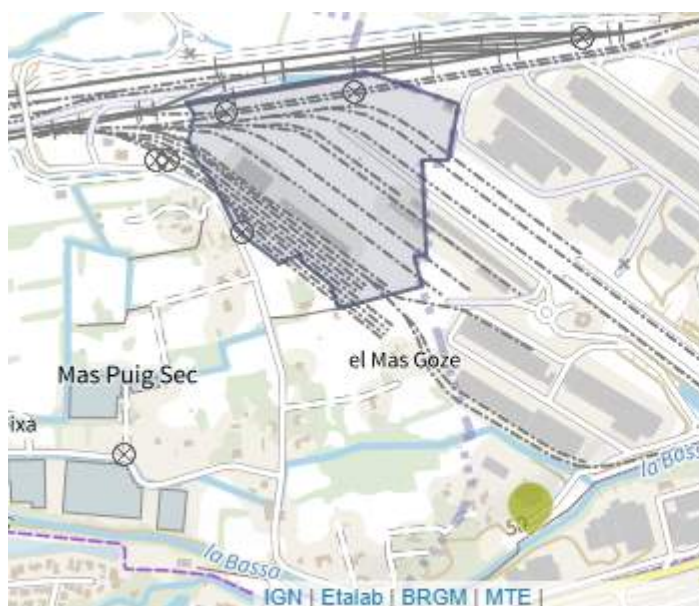 el Mas Goze
Mas Puig Sec
ixa
la Bassa
la Bassa
IGN | Etalab | BRGM | MTE |